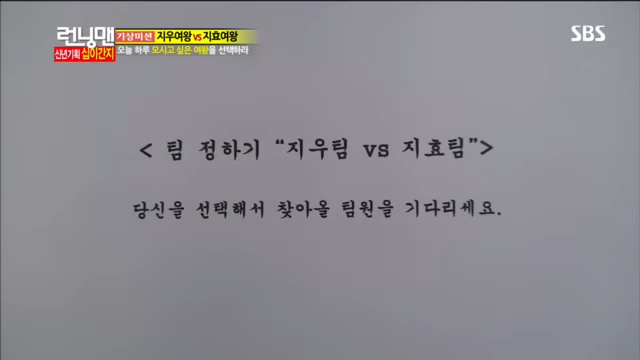 런닝맨 기상미션 지우여왕 vs 지효여왕 SBS
신년기획 십이간지 오늘 하루 모시고 싶은 여왕을 선택하라
< 팀 정하기 "지우팀 vs 지효팀">
당신을 선택해서 찾아올 팀원을 기다리세요.